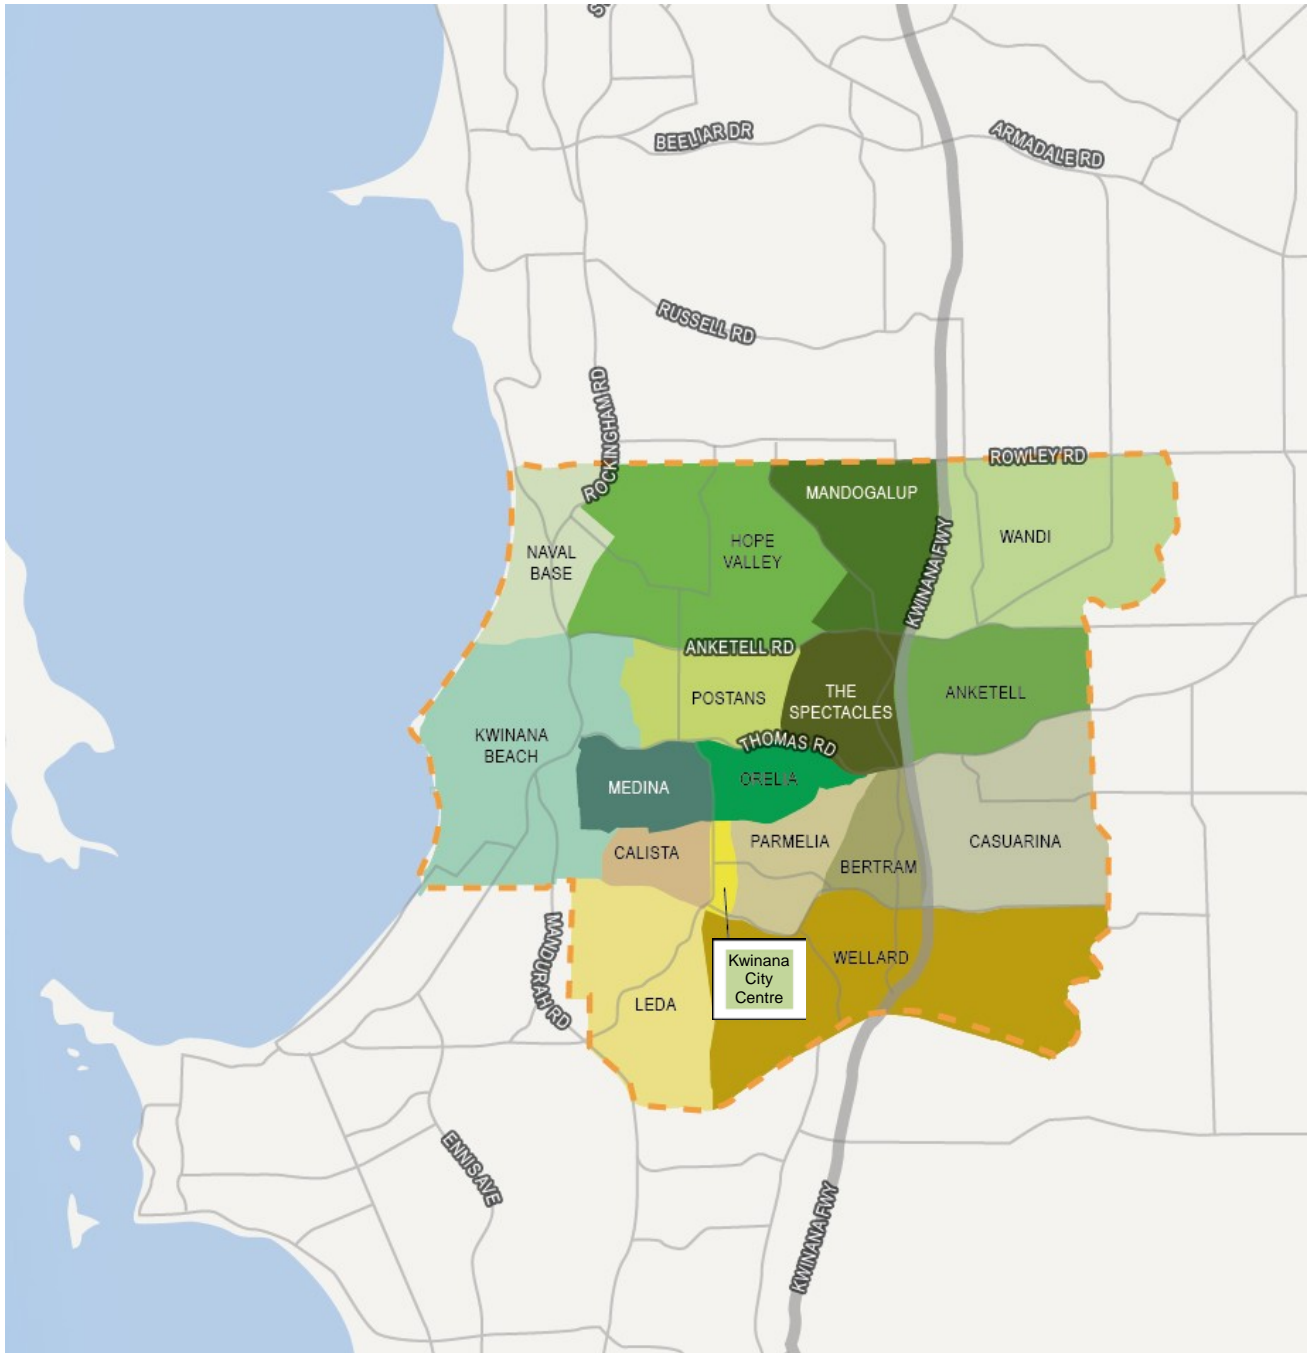 BEELIAR DR
ARMADALE RD
RUSSELL RD
ROCKINGHAM RD
ROWLEY RD
MANDOGALUP
WANDI
HOPE
VALLEY
NAVAL
BASE
KWINANA FWY
ANKETELL RD
POSTANS
THE
SPECTACLES
ANKETELL
KWINANA
BEACH
THOMAS RD
MEDINA
ORELIA
CALISTA
PARMELIA
BERTRAM
CASUARINA
MANDURAH RD
WELLARD
Kwinana
City
Centre
LEDA
ENNIS AVE
KWINANA FWY